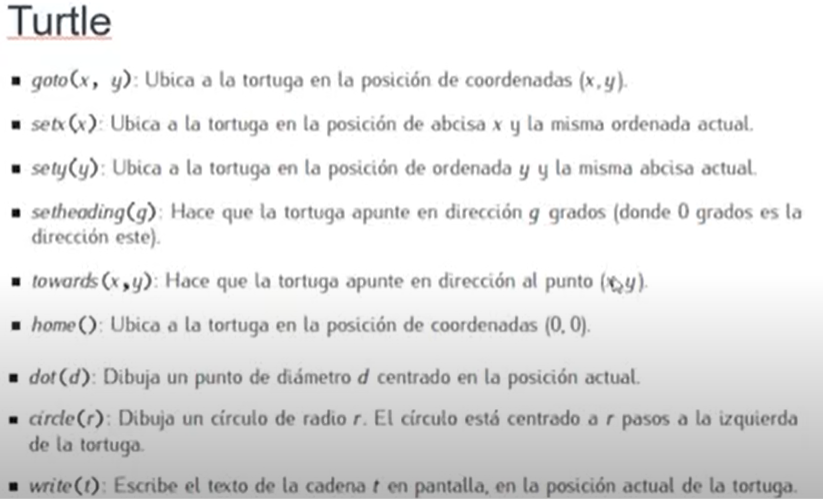 Turtle
▪ goto(x, y): Ubica a la tortuga en la posición de coordenadas (x,y).
▪ setx(x): Ubica a la tortuga en la posición de abcisa x y la misma ordenada actual.
▪ sety(y): Ubica a la tortuga en la posición de ordenada y y la misma abcisa actual.
▪ setheading(g): Hace que la tortuga apunte en dirección g grados (donde 0 grados es la
dirección este).
▪ towards(x,y): Hace que la tortuga apunte en dirección al punto (x,y).
▪ home(): Ubica a la tortuga en la posición de coordenadas (0, 0).
▪ dot(d): Dibuja un punto de diámetro d centrado en la posición actual.
▪ circle(r): Dibuja un círculo de radio r. El círculo está centrado a r pasos a la izquierda
de la tortuga.
▪ write(t): Escribe el texto de la cadena t en pantalla, en la posición actual de la tortuga.